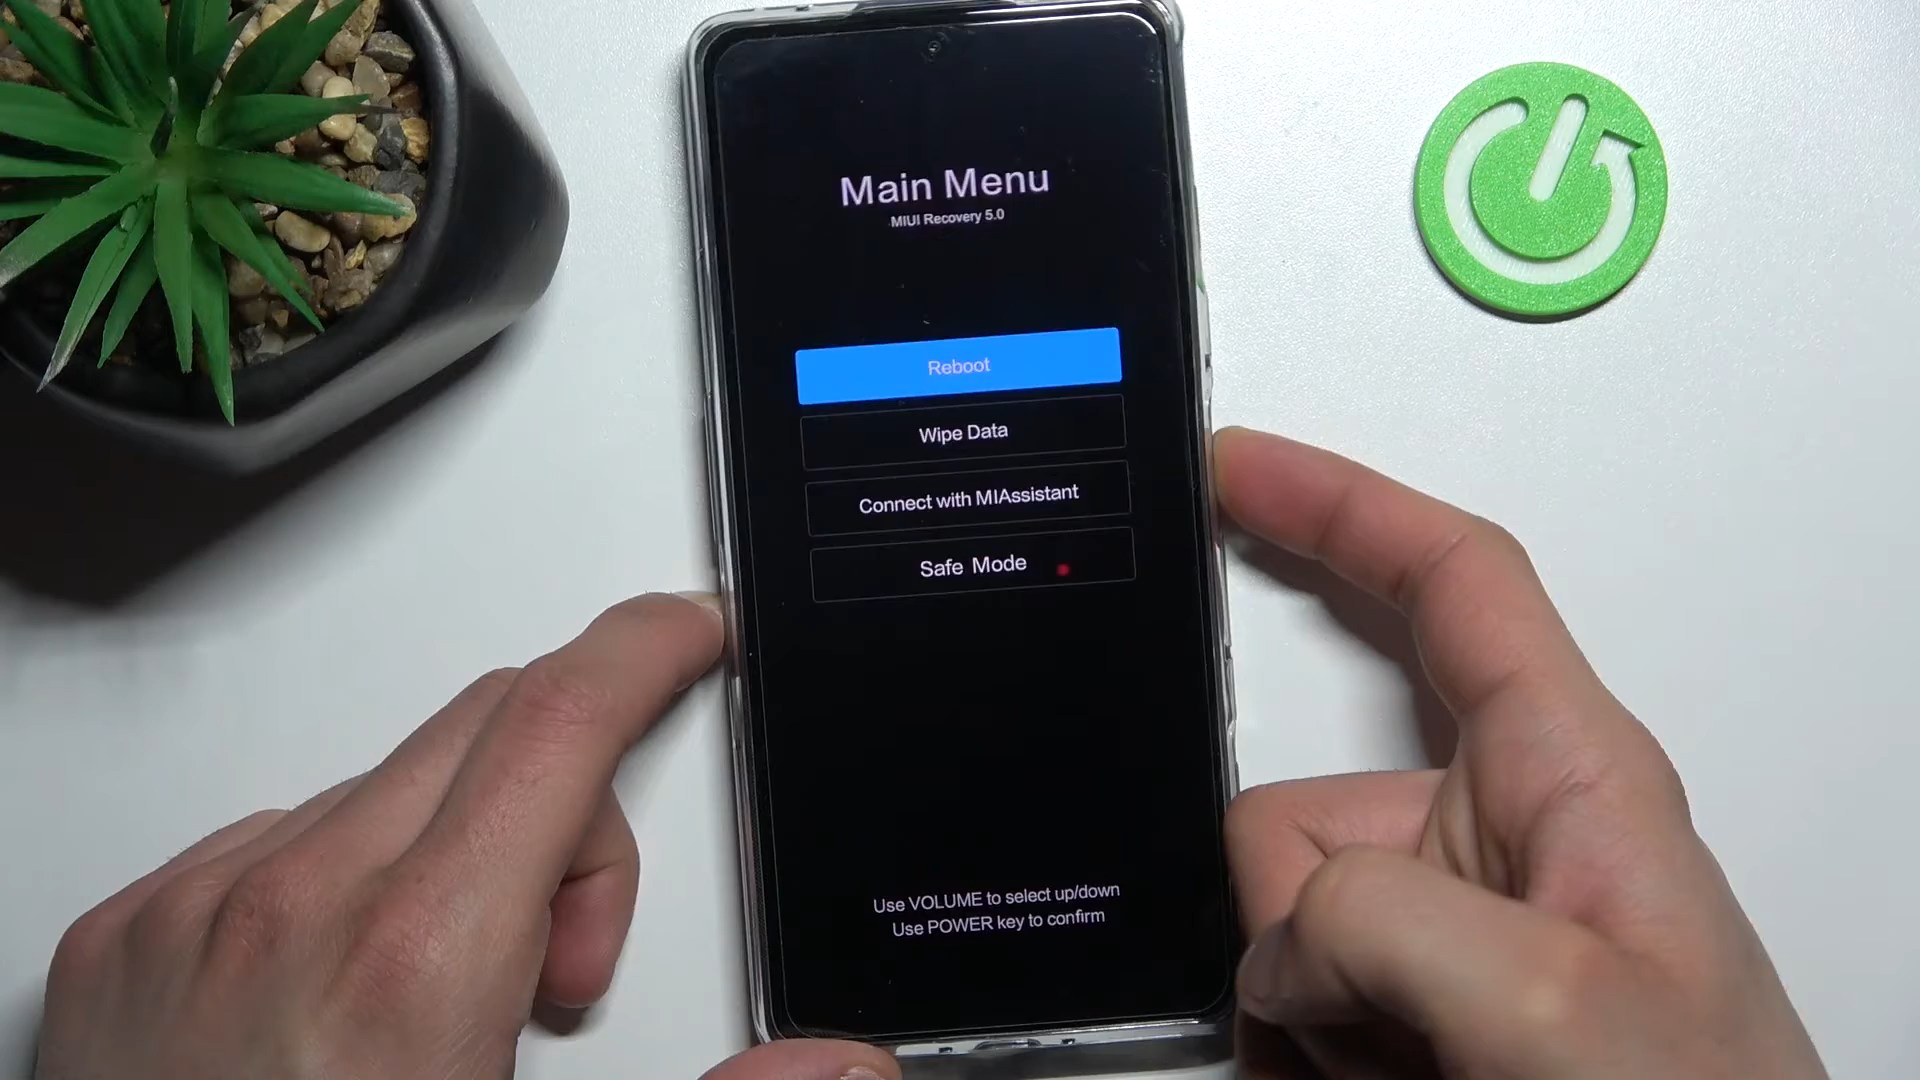 Main Menu
MIUI Recovery 5.0
Reboot
Wipe Data
Connect with MIAssistant
Safe Mode
Use VOLUME to select up/down
Use POWER key to confirm